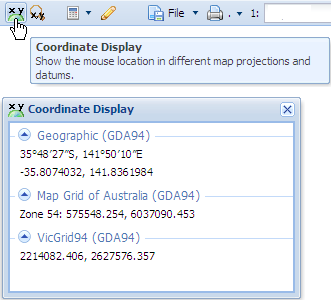 x y
File
1:
Coordinate Display
Show the mouse location in different map projections and
datums.
x y
Coordinate Display
Geographic (GDA94)
35°48'27"S, 141°50'10"E
-35.8074032, 141.8361984
Map Grid of Australia (GDA94)
Zone 54: 575548.254, 6037090.453
VicGrid94 (GDA94)
2214082.406, 2627576.357